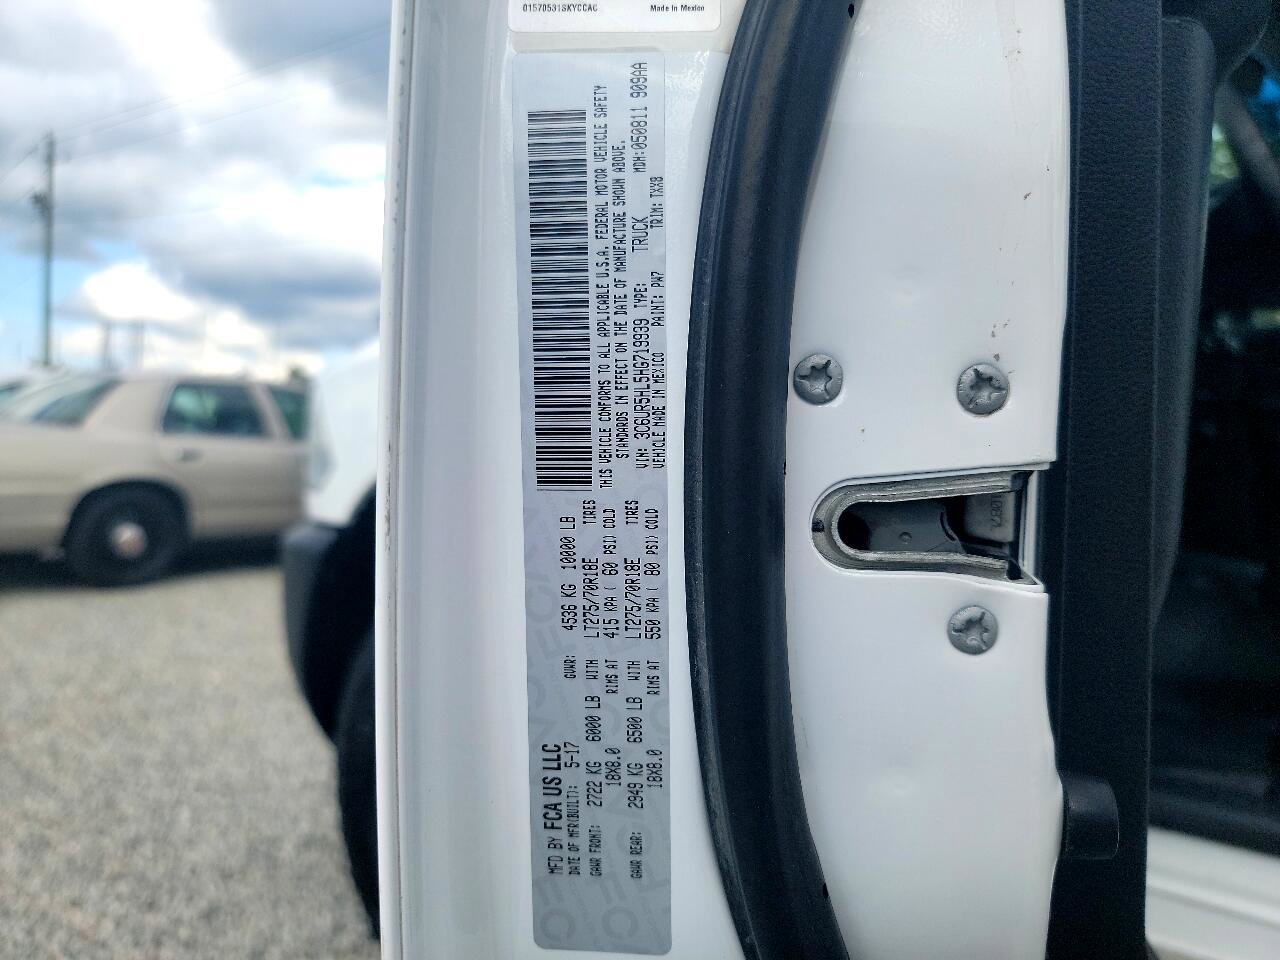 01570531SKYCCAC Made In Mexico
MFD BY FCA US LLC
DATE OF MFR(BUILT): 5-17 GVWR: 4536 KG 10000 LB
GAWR FRONT: 2722 KG 6000 LB WITH LT275/70R18E TIRES
18X8.0 RIMS AT 415 KPA ( 60 PSI) COLD
GAWR REAR: 2949 KG 6500 LB WITH LT275/70R18E TIRES
18X8.0 RIMS AT 550 KPA ( 80 PSI) COLD
THIS VEHICLE CONFORMS TO ALL APPLICABLE U.S.A. FEDERAL MOTOR VEHICLE SAFETY
STANDARDS IN EFFECT ON THE DATE OF MANUFACTURE SHOWN ABOVE.
VIN: 3C6UR5HL5HG719939 TYPE: TRUCK MDH:050811 909AA
VEHICLE MADE IN MEXICO PAINT: PW7 TRIM: TXX8